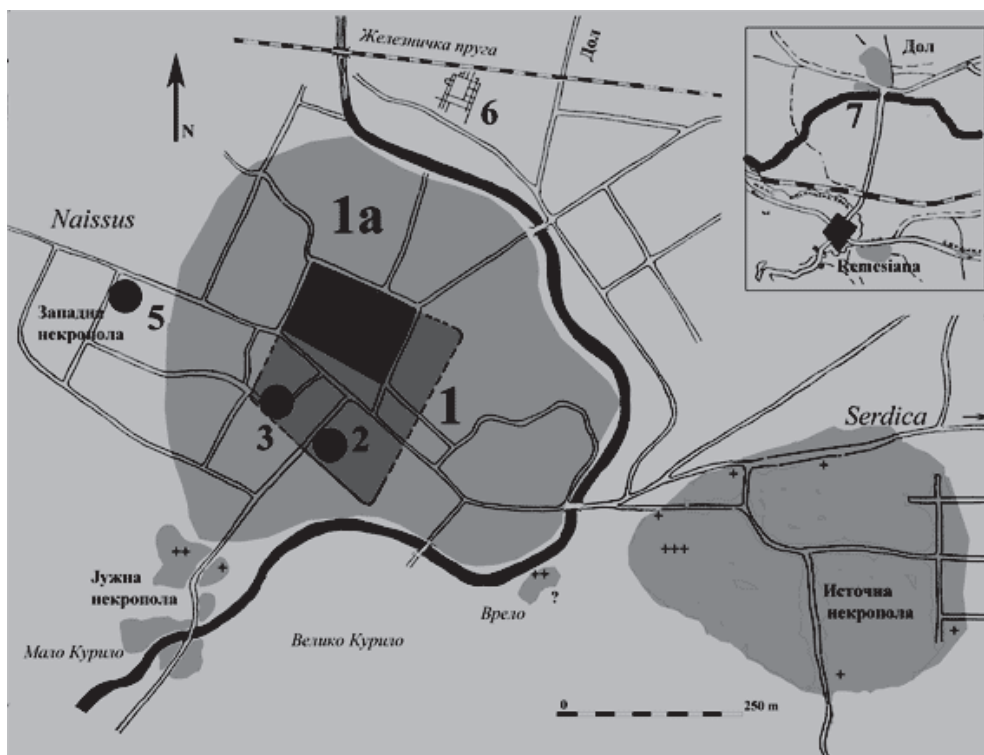 Железничка пруга
Дол
N
6
Naissus
1a
Западна
некропола
5
1
3
2
Serdica
Јужна
некропола
Мало Курило
Велико Курило
Врело
?
Источна
некропола
0
250 m
Дол
7
Remesiana